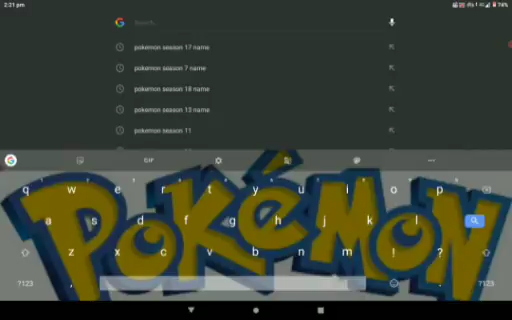 2:21 pm 74%
G Search
pokemon season 17 name
pokemon season 7 name
pokemon season 18 name
pokemon season 10 name
pokemon season 11
G GIF ...
q w e r t y u i o p
a s d f g h j k l
z x c v b n m ! ?
?123 , . ?123
POKéMON